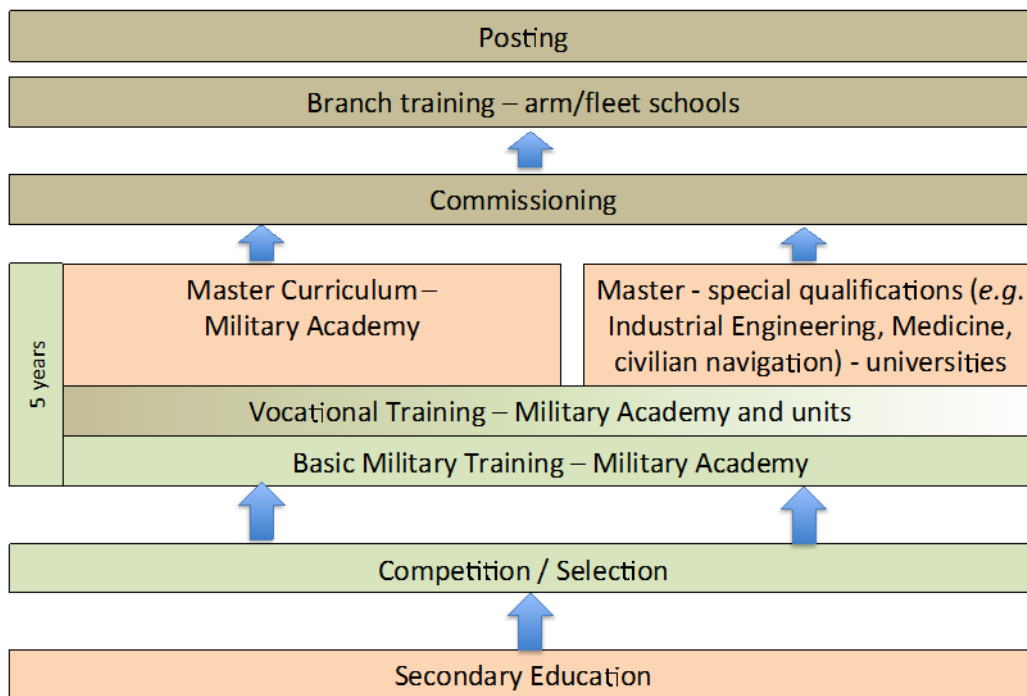 Posting
Branch training – arm/fleet schools
Commissioning
5 years
Master Curriculum –
Military Academy
Master - special qualifications (e.g.
Industrial Engineering, Medicine,
civilian navigation) - universities
Vocational Training – Military Academy and units
Basic Military Training – Military Academy
Competition / Selection
Secondary Education